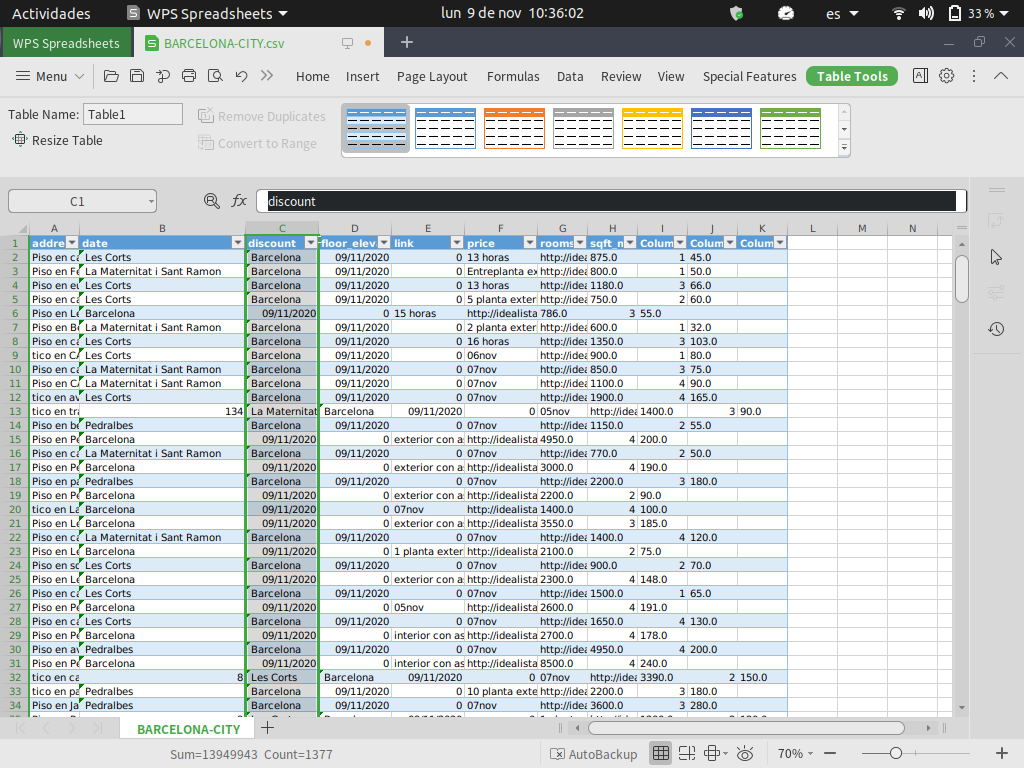 Actividades WPS Spreadsheets lun 9 de nov 10:36:02 es 33 %
WPS Spreadsheets BARCELONA-CITY.csv
Menu Home Insert Page Layout Formulas Data Review View Special Features Table Tools
Table Name: Table1 Remove Duplicates
Resize Table Convert to Range
C1 fx discount
A B C D E F G H I J K L M N
1 addre date discount floor_elev link price rooms sqft_m Colum Colum Colum
2 Piso en ca Les Corts Barcelona 09/11/2020 0 13 horas http://idea 875.0 1 45.0
3 Piso en Fe La Maternitat i Sant Ramon Barcelona 09/11/2020 0 Entreplanta ex http://idea 800.0 1 50.0
4 Piso en eu Les Corts Barcelona 09/11/2020 0 13 horas http://idea 1180.0 3 66.0
5 Piso en ca Les Corts Barcelona 09/11/2020 0 5 planta exter http://idea 750.0 2 60.0
6 Piso en Le Barcelona 09/11/2020 0 15 horas http://idealista 786.0 3 55.0
7 Piso en Be La Maternitat i Sant Ramon Barcelona 09/11/2020 0 2 planta exter http://idea 600.0 1 32.0
8 Piso en ca Les Corts Barcelona 09/11/2020 0 16 horas http://idea 1350.0 3 103.0
9 tico en CA Les Corts Barcelona 09/11/2020 0 06nov http://idea 900.0 1 80.0
10 Piso en ca La Maternitat i Sant Ramon Barcelona 09/11/2020 0 07nov http://idea 850.0 3 75.0
11 Piso en CA La Maternitat i Sant Ramon Barcelona 09/11/2020 0 07nov http://idea 1100.0 4 90.0
12 tico en av Les Corts Barcelona 09/11/2020 0 07nov http://idea 1900.0 4 165.0
13 tico en tra 134 La Maternitat Barcelona 09/11/2020 0 05nov http://idea 1400.0 3 90.0
14 Piso en be Pedralbes Barcelona 09/11/2020 0 07nov http://idea 1150.0 2 55.0
15 Piso en Pe Barcelona 09/11/2020 0 exterior con as http://idealista 4950.0 4 200.0
16 Piso en ca La Maternitat i Sant Ramon Barcelona 09/11/2020 0 07nov http://idea 770.0 2 50.0
17 Piso en Pe Barcelona 09/11/2020 0 exterior con as http://idealista 3000.0 4 190.0
18 Piso en pa Pedralbes Barcelona 09/11/2020 0 07nov http://idea 2200.0 3 180.0
19 Piso en Pe Barcelona 09/11/2020 0 exterior con as http://idealista 2200.0 2 90.0
20 tico en La Barcelona 09/11/2020 0 07nov http://idealista 1400.0 4 100.0
21 Piso en Le Barcelona 09/11/2020 0 exterior con as http://idealista 3550.0 3 185.0
22 Piso en ca La Maternitat i Sant Ramon Barcelona 09/11/2020 0 07nov http://idea 1400.0 4 120.0
23 Piso en Le Barcelona 09/11/2020 0 1 planta exter http://idealista 2100.0 2 75.0
24 Piso en so Les Corts Barcelona 09/11/2020 0 07nov http://idea 900.0 2 70.0
25 Piso en Le Barcelona 09/11/2020 0 exterior con as http://idealista 2300.0 4 148.0
26 Piso en ca Les Corts Barcelona 09/11/2020 0 07nov http://idea 1500.0 1 65.0
27 Piso en Pe Barcelona 09/11/2020 0 05nov http://idealista 2600.0 4 191.0
28 Piso en ca Les Corts Barcelona 09/11/2020 0 07nov http://idea 1650.0 4 130.0
29 Piso en Pe Barcelona 09/11/2020 0 interior con as http://idealista 2700.0 4 178.0
30 Piso en av Pedralbes Barcelona 09/11/2020 0 07nov http://idea 4950.0 4 200.0
31 Piso en Pe Barcelona 09/11/2020 0 interior con as http://idealista 8500.0 4 240.0
32 tico en ca 8 Les Corts Barcelona 09/11/2020 0 07nov http://idea 3390.0 2 150.0
33 tico en pa Pedralbes Barcelona 09/11/2020 0 10 planta exte http://idea 2200.0 3 180.0
34 Piso en Ja Pedralbes Barcelona 09/11/2020 0 07nov http://idea 3600.0 3 280.0
BARCELONA-CITY
Sum=13949943 Count=1377 AutoBackup 70%